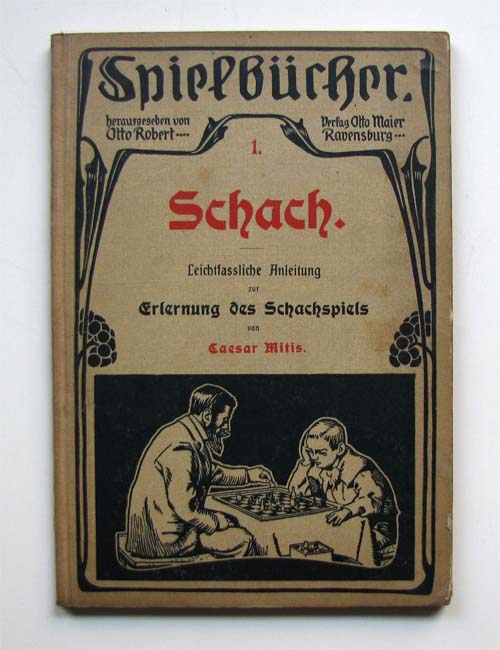 Spielbücher.
herausgegeben von
Otto Robert....
Verlag Otto Maier
Ravensburg...
1.
Schach.
Leichtfassliche Anleitung
zur
Erlernung des Schachspiels
von
Caesar Mitis.